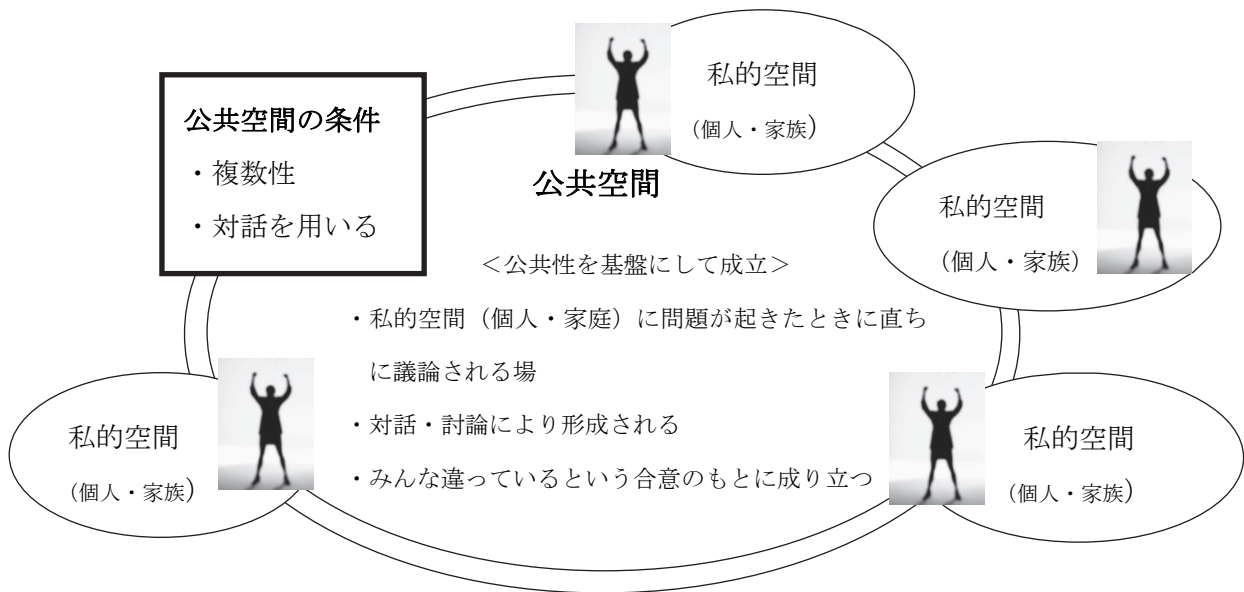 公共空間の条件
・複数性
・対話を用いる
私的空間
（個人・家族）
公共空間
私的空間
（個人・家族）
＜公共性を基盤にして成立＞
・私的空間（個人・家庭）に問題が起きたときに直ち
に議論される場
・対話・討論により形成される
・みんな違っているという合意のもとに成り立つ
私的空間
（個人・家族）
私的空間
（個人・家族）